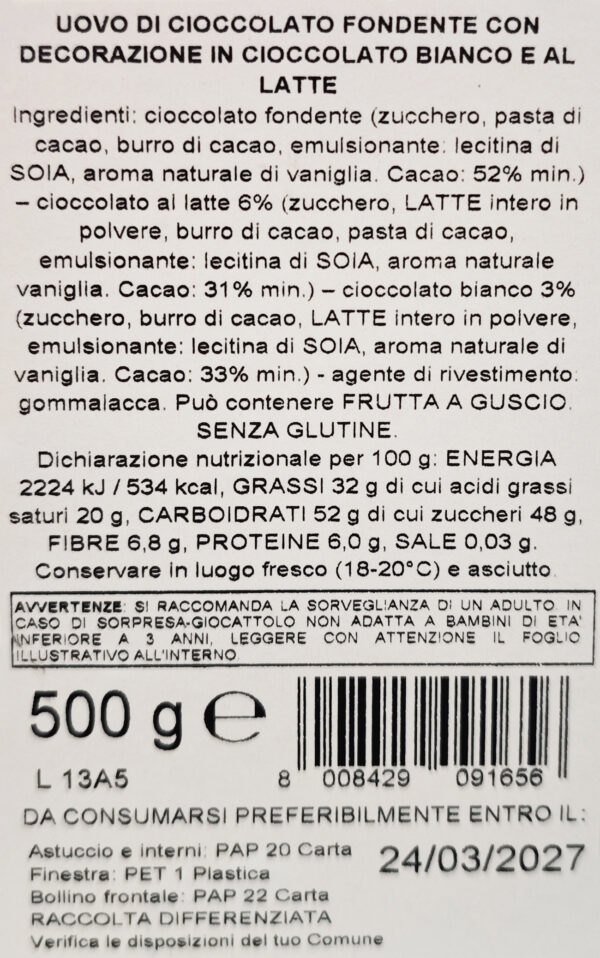 UOVO DI CIOCCOLATO FONDENTE CON
DECORAZIONE IN CIOCCOLATO BIANCO E AL
LATTE
Ingredienti: cioccolato fondente (zucchero, pasta di
cacao, burro di cacao, emulsionante: lecitina di
SOIA, aroma naturale di vaniglia. Cacao: 52% min.)
– cioccolato al latte 6% (zucchero, LATTE intero in
polvere, burro di cacao, pasta di cacao,
emulsionante: lecitina di SOIA, aroma naturale
vaniglia. Cacao: 31% min.) – cioccolato bianco 3%
(zucchero, burro di cacao, LATTE intero in polvere,
emulsionante: lecitina di SOIA, aroma naturale di
vaniglia. Cacao: 33% min.) - agente di rivestimento:
gommalacca. Può contenere FRUTTA A GUSCIO.
SENZA GLUTINE.
Dichiarazione nutrizionale per 100 g: ENERGIA
2224 kJ / 534 kcal, GRASSI 32 g di cui acidi grassi
saturi 20 g, CARBOIDRATI 52 g di cui zuccheri 48 g,
FIBRE 6,8 g, PROTEINE 6,0 g, SALE 0,03 g.
Conservare in luogo fresco (18-20°C) e asciutto.
AVVERTENZE: SI RACCOMANDA LA SORVEGLIANZA DI UN ADULTO. IN
CASO DI SORPRESA-GIOCATTOLO NON ADATTA A BAMBINI DI ETA'
INFERIORE A 3 ANNI, LEGGERE CON ATTENZIONE IL FOGLIO
ILLUSTRATIVO ALL'INTERNO.
500 g ℮
L 13A5
8 008429 091656
DA CONSUMARSI PREFERIBILMENTE ENTRO IL:
24/03/2027
Astuccio e interni: PAP 20 Carta
Finestra: PET 1 Plastica
Bollino frontale: PAP 22 Carta
RACCOLTA DIFFERENZIATA
Verifica le disposizioni del tuo Comune